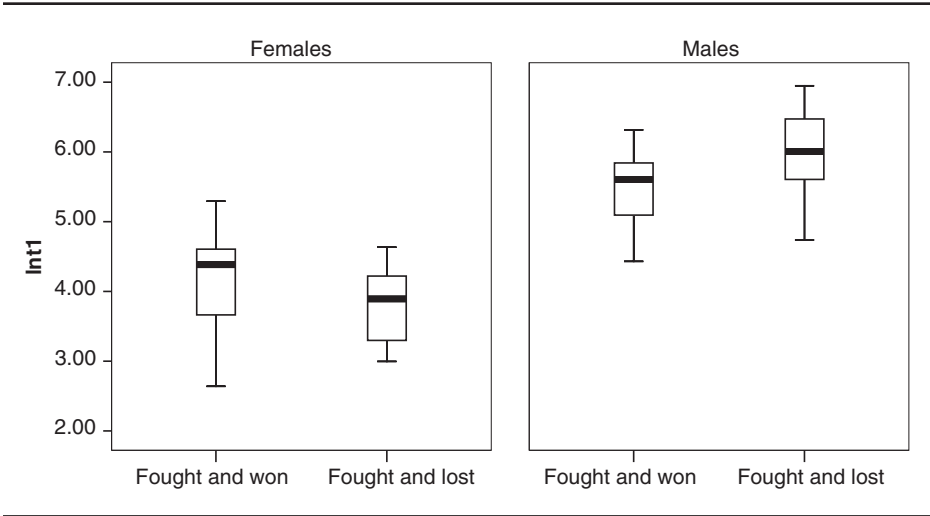 Females
Males
7.00
6.00
5.00
4.00
3.00
2.00
Int1
Fought and won
Fought and lost
Fought and won
Fought and lost